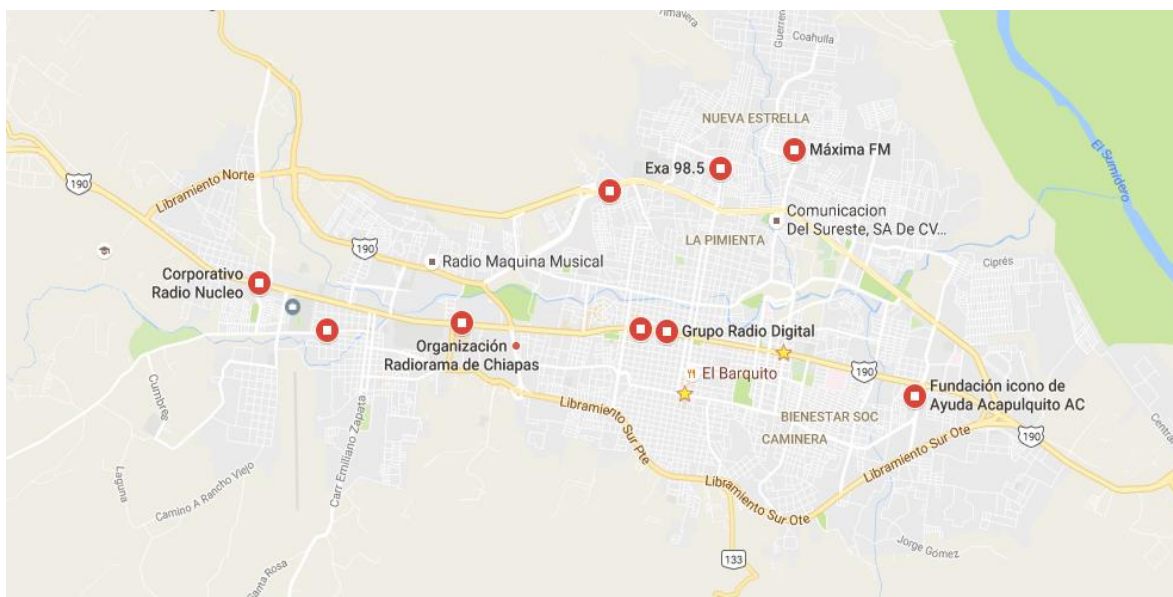 Primavera
Guerrero
Coahuila
NUEVA ESTRELLA
Máxima FM
Exa 98.5
El Sumidero
190
Libramiento Norte
Comunicacion
Del Sureste, SA De CV...
LA PIMIENTA
190
Radio Maquina Musical
Ciprés
Corporativo
Radio Nucleo
Grupo Radio Digital
Organización
Radiorama de Chiapas
El Barquito
190
Fundación icono de
Ayuda Acapulquito AC
Cumbres
Libramiento Sur Pte
BIENESTAR SOC
CAMINERA
Carr Emiliano Zapata
Libramiento Sur Ote
190
Central
Laguna
Camino A Rancho Viejo
Libramiento Sur Ote
Jorge Gómez
133
Santa Rosa